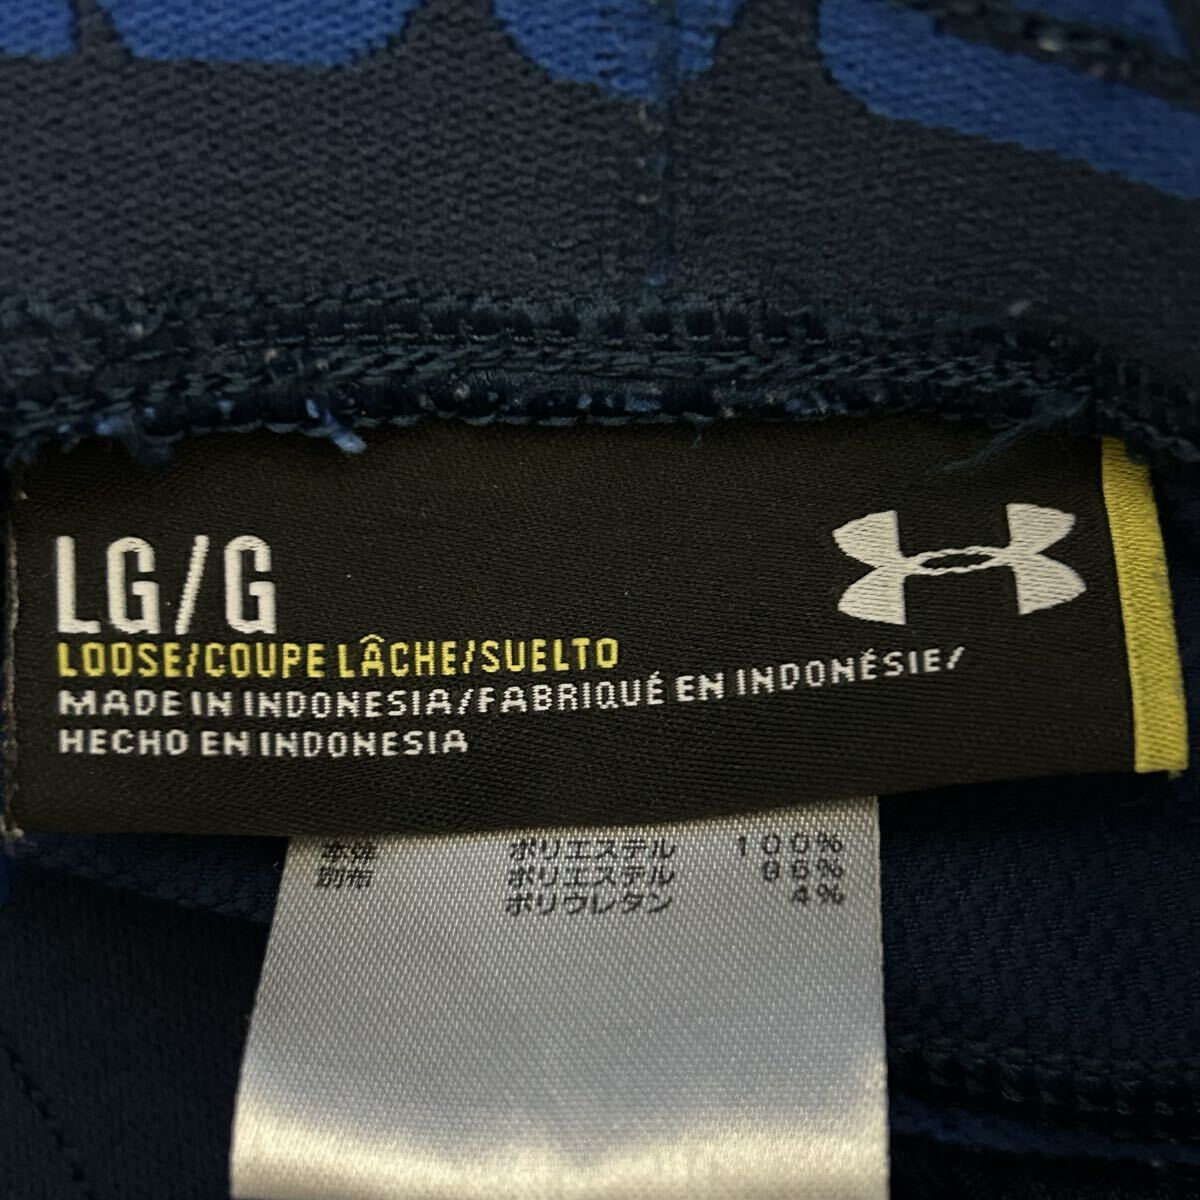 LG/G
LOOSE/COUPE LÂCHE/SUELTO
MADE IN INDONESIA/FABRIQUÉ EN INDONÉSIE/
HECHO EN INDONESIA
本体 ポリエステル 100%
別布 ポリエステル 96%
ポリウレタン 4%